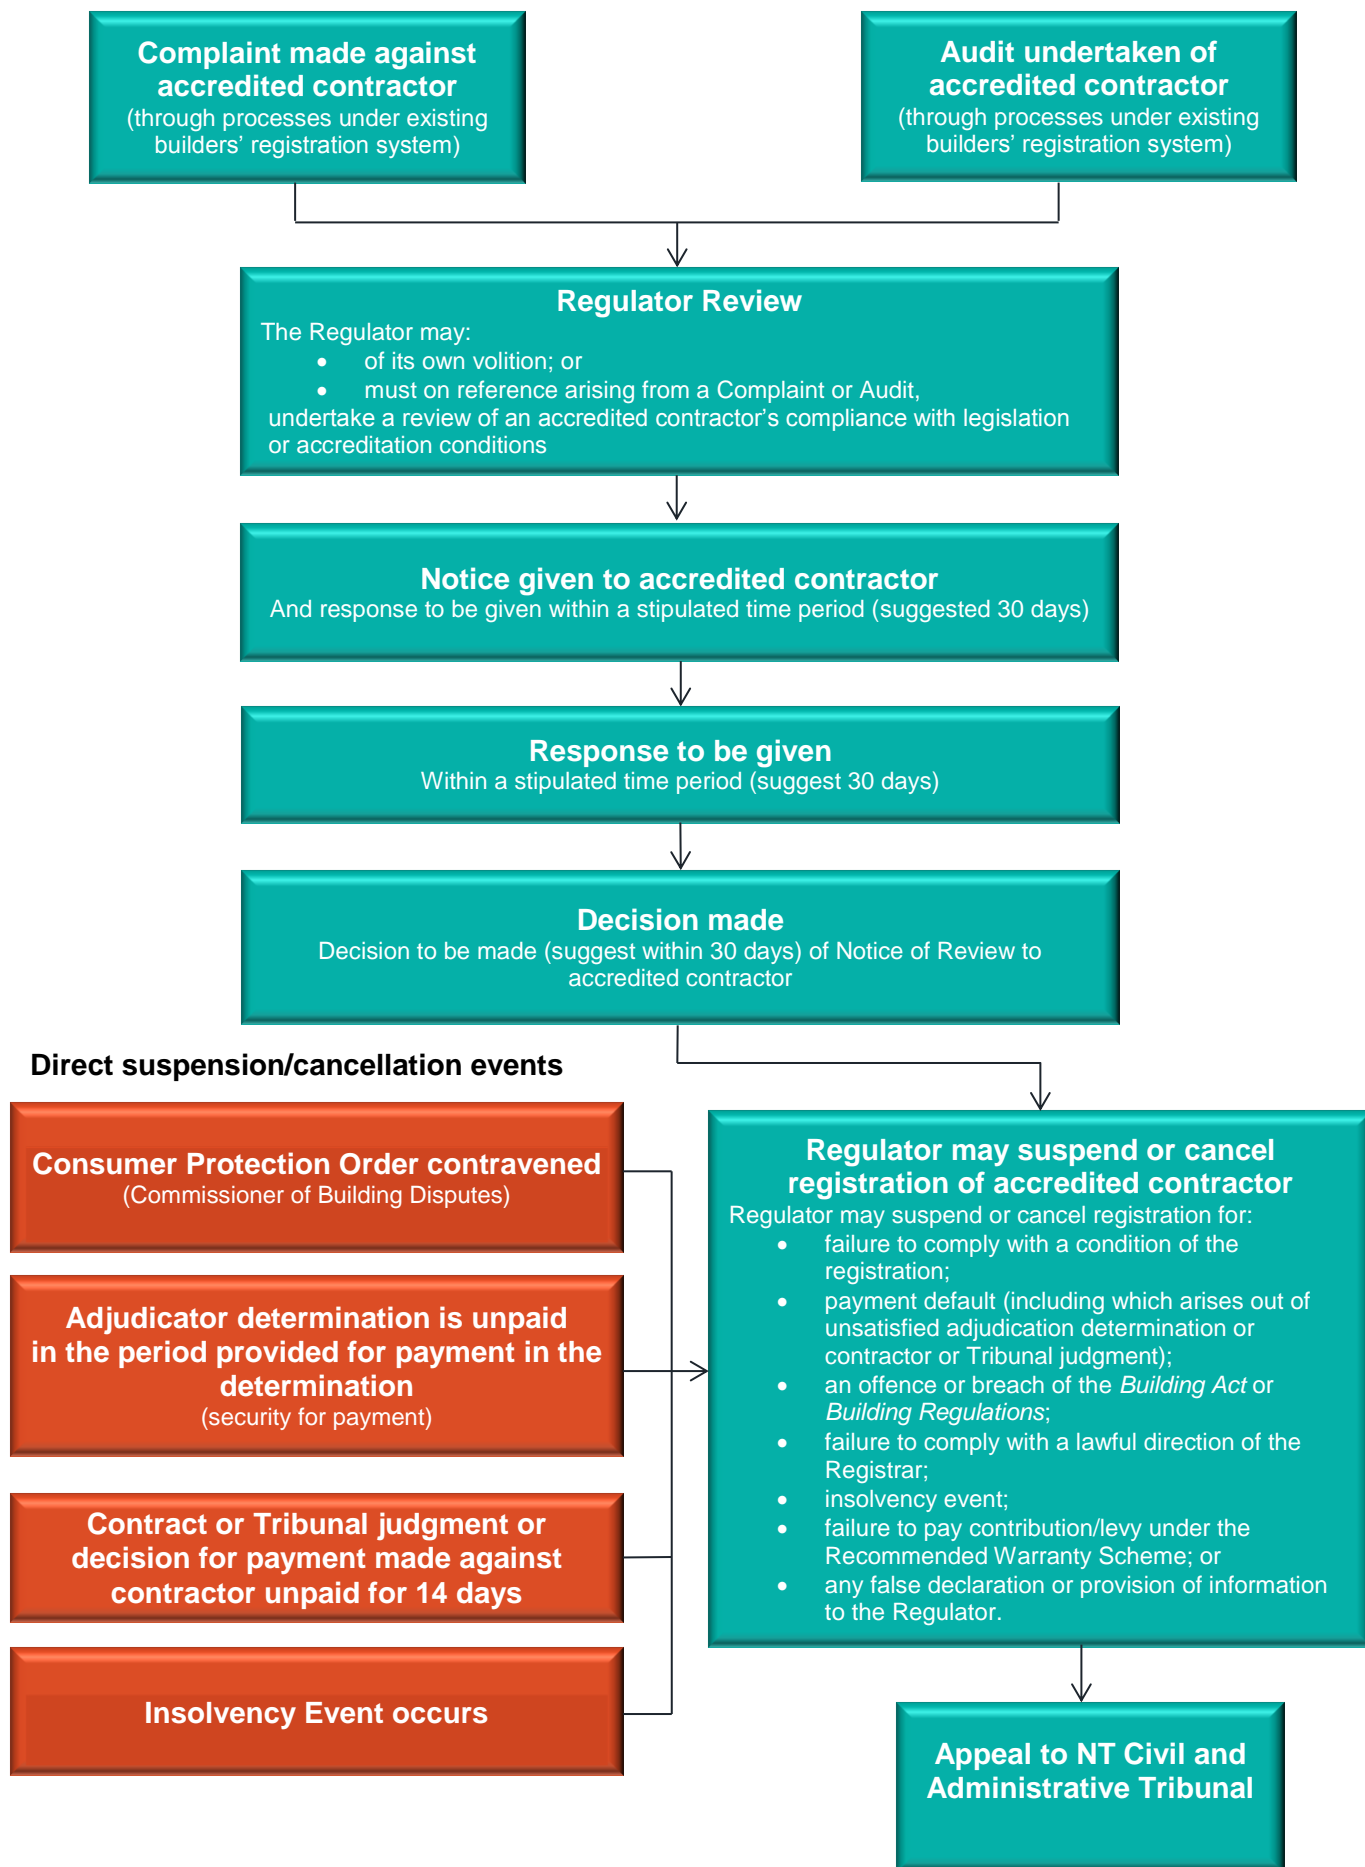 Complaint made against
accredited contractor
(through processes under existing
builders’ registration system)
Audit undertaken of
accredited contractor
(through processes under existing
builders’ registration system)
Regulator Review
The Regulator may:
• of its own volition; or
• must on reference arising from a Complaint or Audit,
undertake a review of an accredited contractor’s compliance with legislation
or accreditation conditions
Notice given to accredited contractor
And response to be given within a stipulated time period (suggested 30 days)
Response to be given
Within a stipulated time period (suggest 30 days)
Decision made
Decision to be made (suggest within 30 days) of Notice of Review to
accredited contractor
Direct suspension/cancellation events
Consumer Protection Order contravened
(Commissioner of Building Disputes)
Adjudicator determination is unpaid
in the period provided for payment in the
determination
(security for payment)
Contract or Tribunal judgment or
decision for payment made against
contractor unpaid for 14 days
Insolvency Event occurs
Regulator may suspend or cancel
registration of accredited contractor
Regulator may suspend or cancel registration for:
• failure to comply with a condition of the
registration;
• payment default (including which arises out of
unsatisfied adjudication determination or
contractor or Tribunal judgment);
• an offence or breach of the Building Act or
Building Regulations;
• failure to comply with a lawful direction of the
Registrar;
• insolvency event;
• failure to pay contribution/levy under the
Recommended Warranty Scheme; or
• any false declaration or provision of information
to the Regulator.
Appeal to NT Civil and
Administrative Tribunal